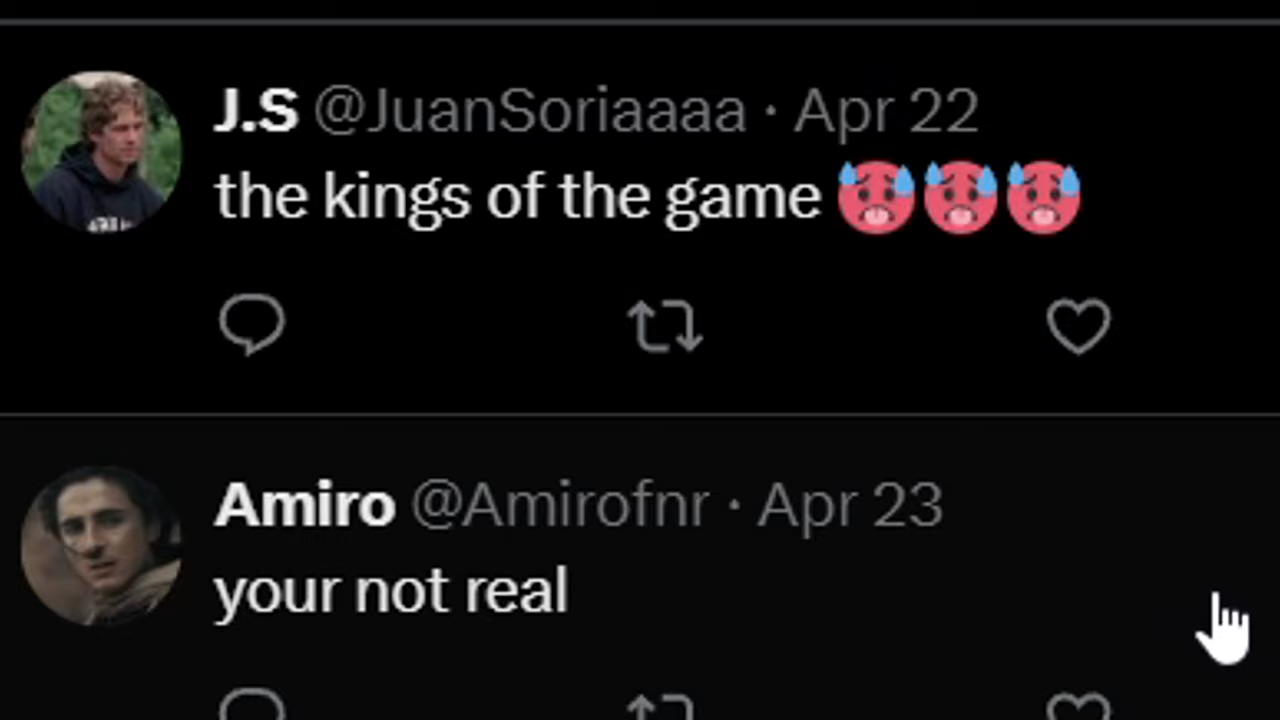 J.S @JuanSoriaaaa · Apr 22
the kings of the game 🥵🥵🥵
Amiro @Amirofnr · Apr 23
your not real